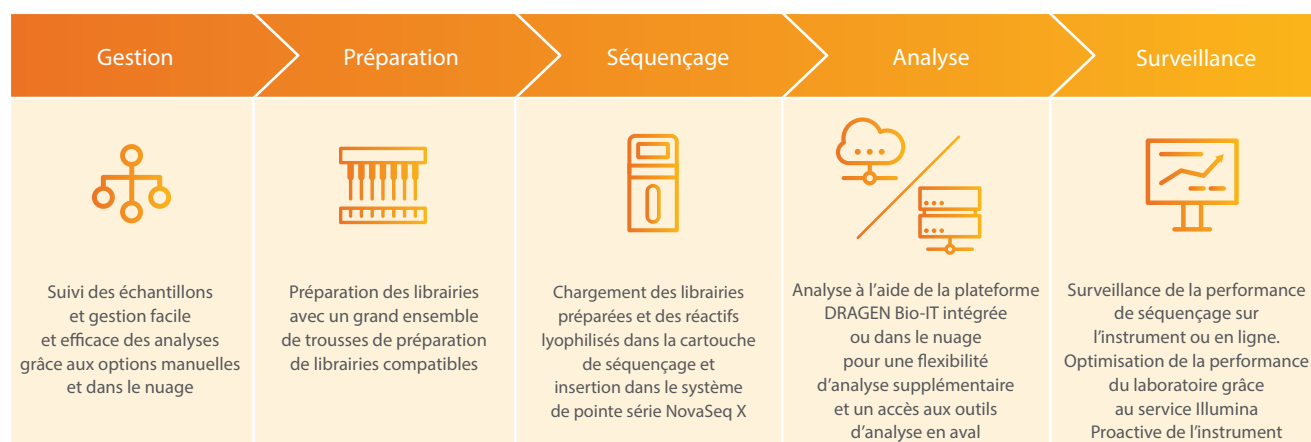 Gestion
Préparation
Séquençage
Analyse
Surveillance
Suivi des échantillons
et gestion facile
et efficace des analyses
grâce aux options manuelles
et dans le nuage
Préparation des librairies
avec un grand ensemble
de trousses de préparation
de librairies compatibles
Chargement des librairies
préparées et des réactifs
lyophilisés dans la cartouche
de séquençage et
insertion dans le système
de pointe série NovaSeq X
Analyse à l’aide de la plateforme
DRAGEN Bio-IT intégrée
ou dans le nuage
pour une flexibilité
d’analyse supplémentaire
et un accès aux outils
d’analyse en aval
Surveillance de la performance
de séquençage sur
l’instrument ou en ligne.
Optimisation de la performance
du laboratoire grâce
au service Illumina
Proactive de l’instrument